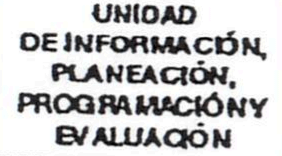 UNIDAD
DE INFORMACIÓN,
PLANEACIÓN,
PROGRAMACIÓN Y
EVALUACIÓN